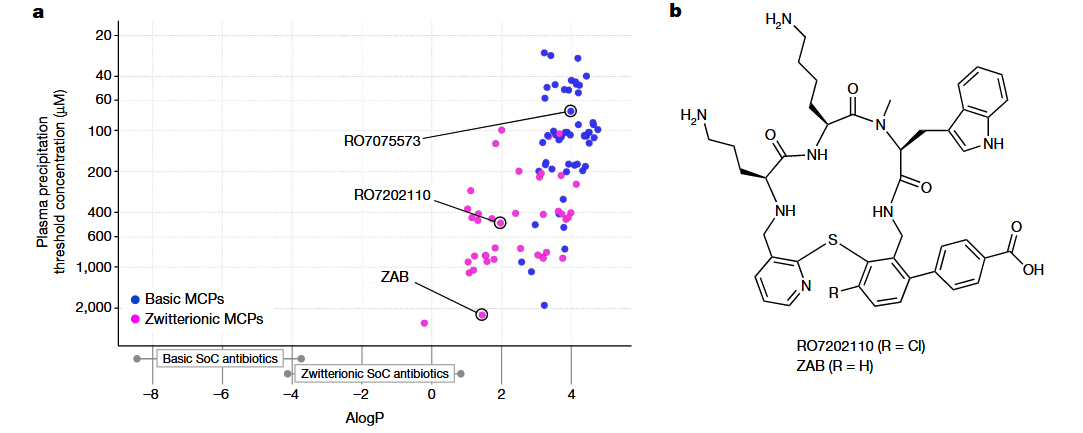 a
Plasma precipitation
threshold concentration (μM)
20
40
60
100
200
400
600
1,000
2,000
RO7075573
RO7202110
ZAB
Basic MCPs
Zwitterionic MCPs
Basic SoC antibiotics
Zwitterionic SoC antibiotics
−8
−6
−4
−2
0
2
4
AlogP
b
H₂N
H₂N
O
N
O
NH
NH
O
NH
HN
S
N
R
O
OH
RO7202110 (R = Cl)
ZAB (R = H)